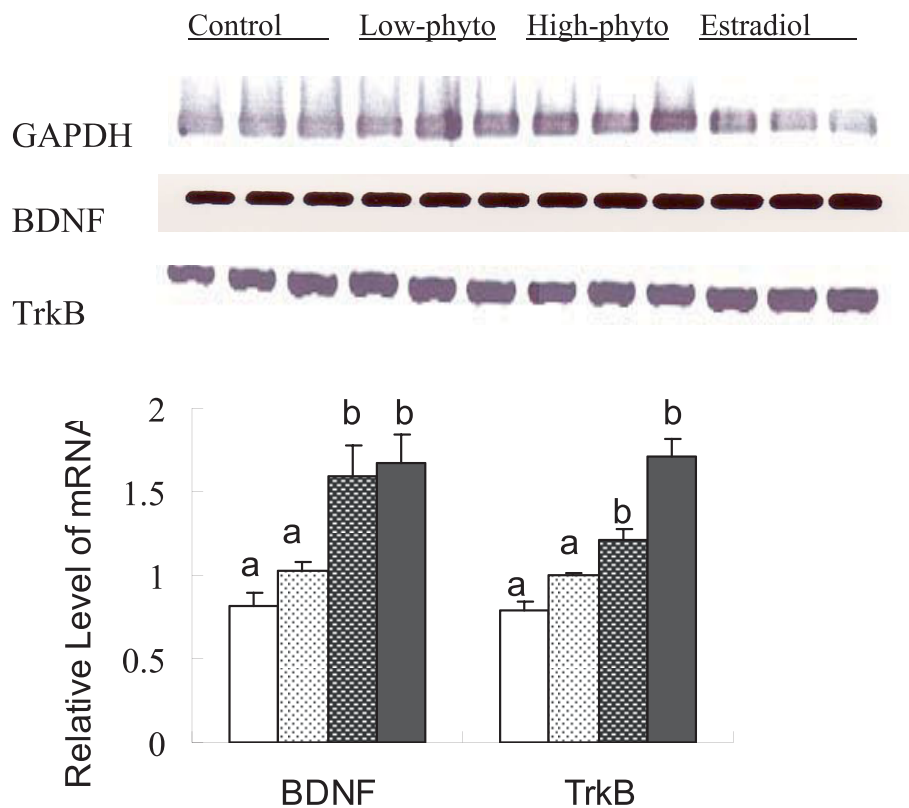 Control Low-phyto High-phyto Estradiol
GAPDH
BDNF
TrkB
Relative Level of mRNA
2
1.5
1
0.5
0
a a b b
a a b b
BDNF TrkB